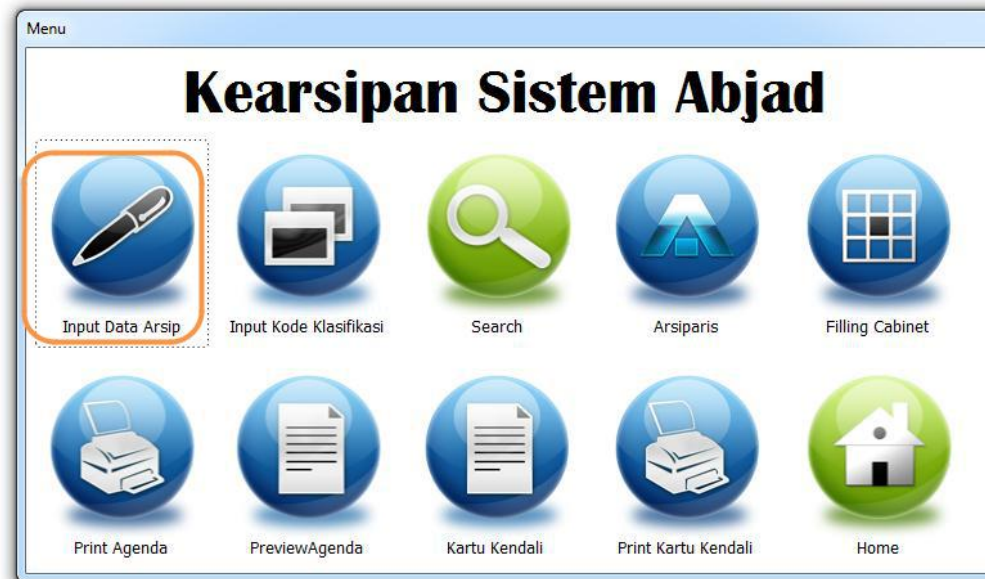 Menu
Kearsipan Sistem Abjad
Input Data Arsip
Input Kode Klasifikasi
Search
Arsiparis
Filling Cabinet
Print Agenda
PreviewAgenda
Kartu Kendali
Print Kartu Kendali
Home